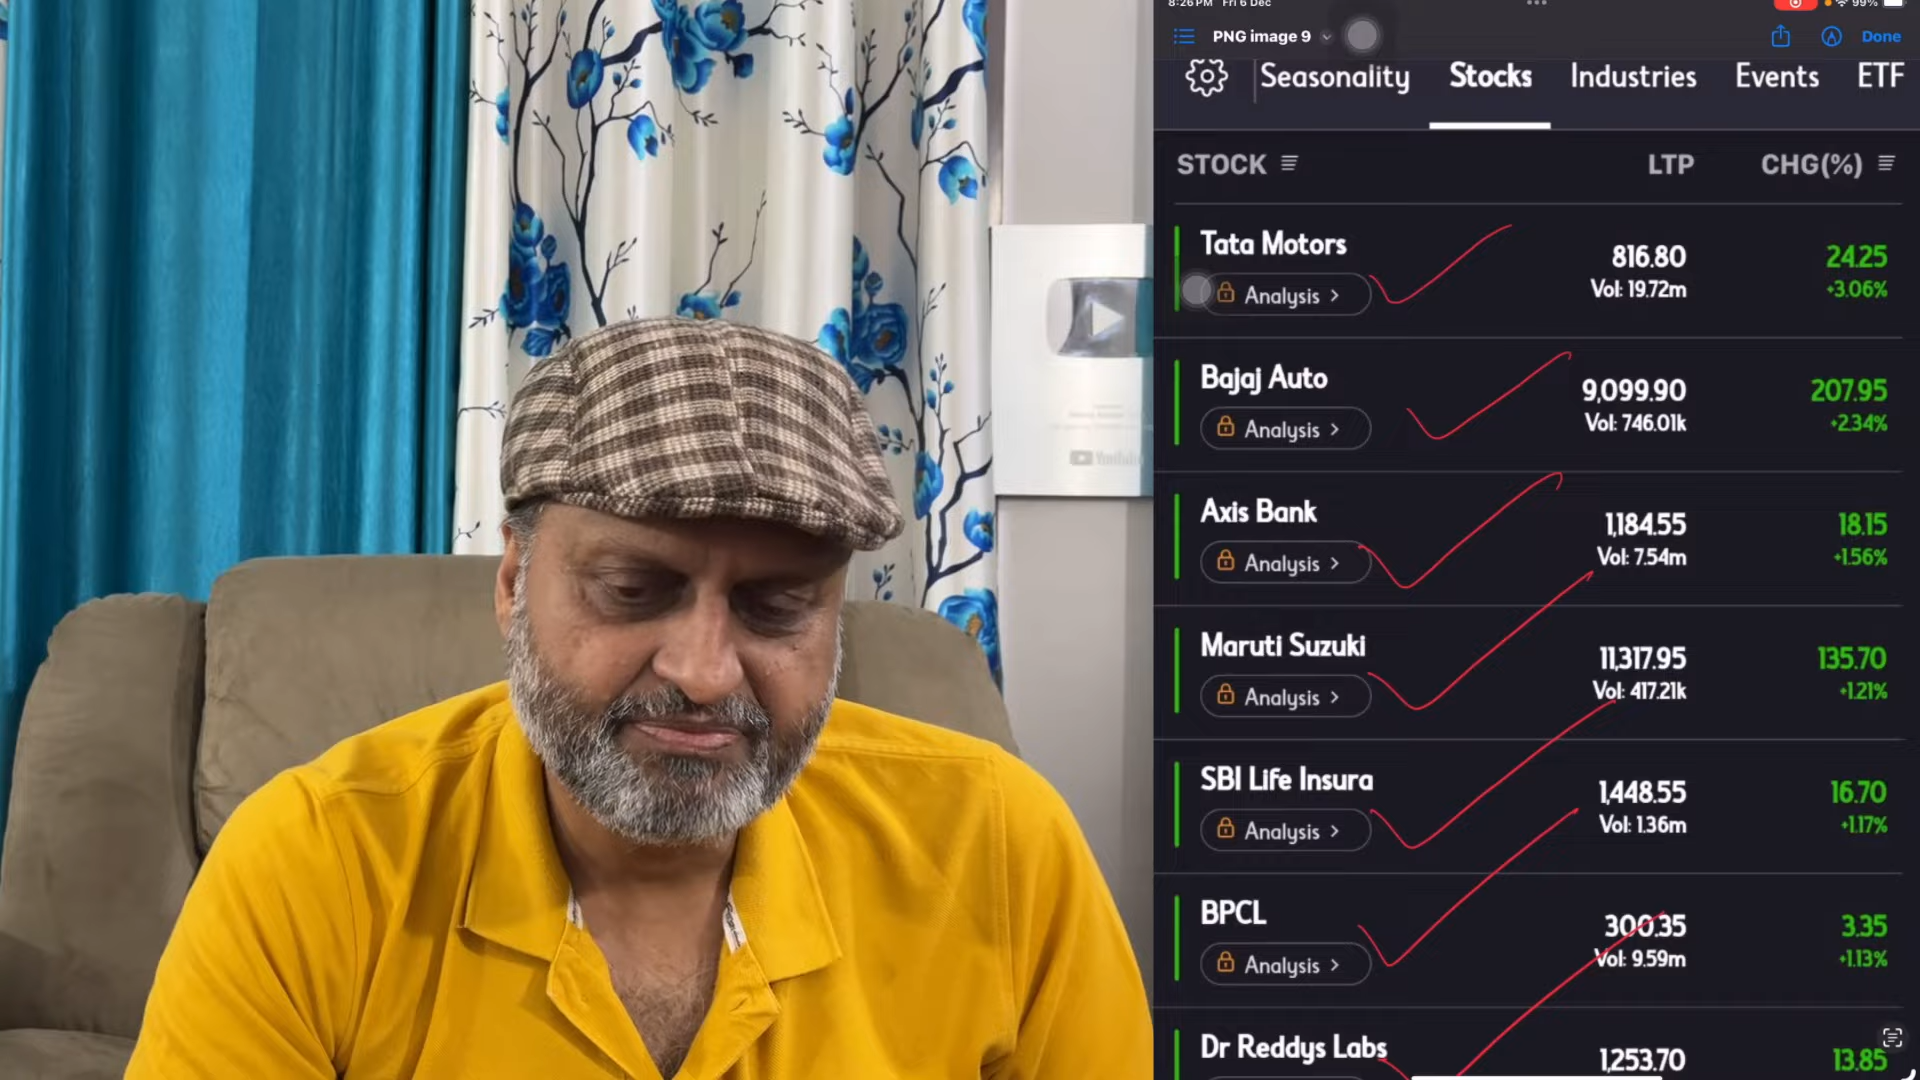 8:26 PM Fri 6 Dec
99%
PNG image 9
Done
Seasonality Stocks Industries Events ETF
STOCK LTP CHG(%)
Tata Motors 816.80 24.25
Analysis > Vol: 19.72m +3.06%
Bajaj Auto 9,099.90 207.95
Analysis > Vol: 746.01k +2.34%
Axis Bank 1,184.55 18.15
Analysis > Vol: 7.54m +1.56%
Maruti Suzuki 11,317.95 135.70
Analysis > Vol: 417.21k +1.21%
SBI Life Insura 1,448.55 16.70
Analysis > Vol: 1.36m +1.17%
BPCL 300.35 3.35
Analysis > Vol: 9.59m +1.13%
Dr Reddys Labs 1,253.70 13.85
YouTube